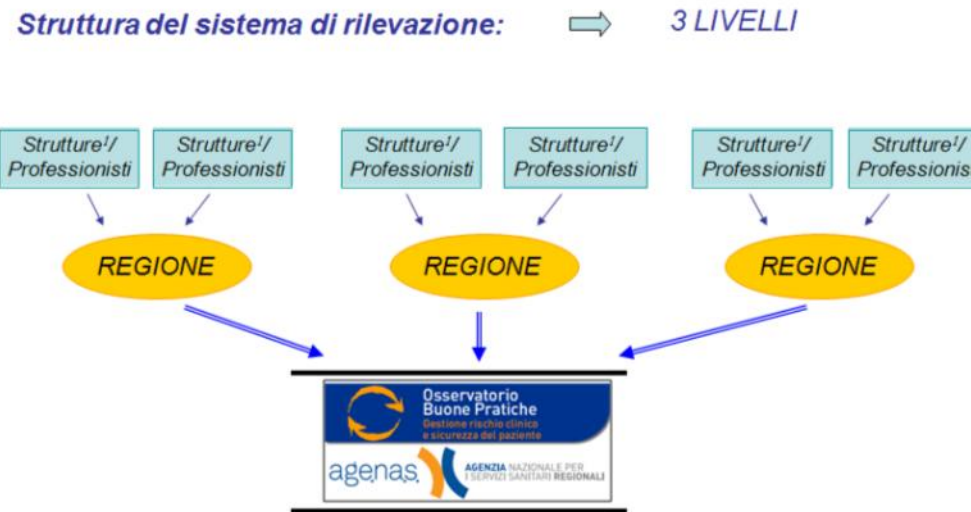 Struttura del sistema di rilevazione: 3 LIVELLI
Strutture¹/ Strutture¹/ Strutture¹/ Strutture¹/ Strutture¹/ Strutture¹/
Professionisti Professionisti Professionisti Professionisti Professionisti Professionis
REGIONE REGIONE REGIONE
Osservatorio
Buone Pratiche
Gestione rischio clinico
e sicurezza del paziente
agenas. AGENZIA NAZIONALE PER
I SERVIZI SANITARI REGIONALI